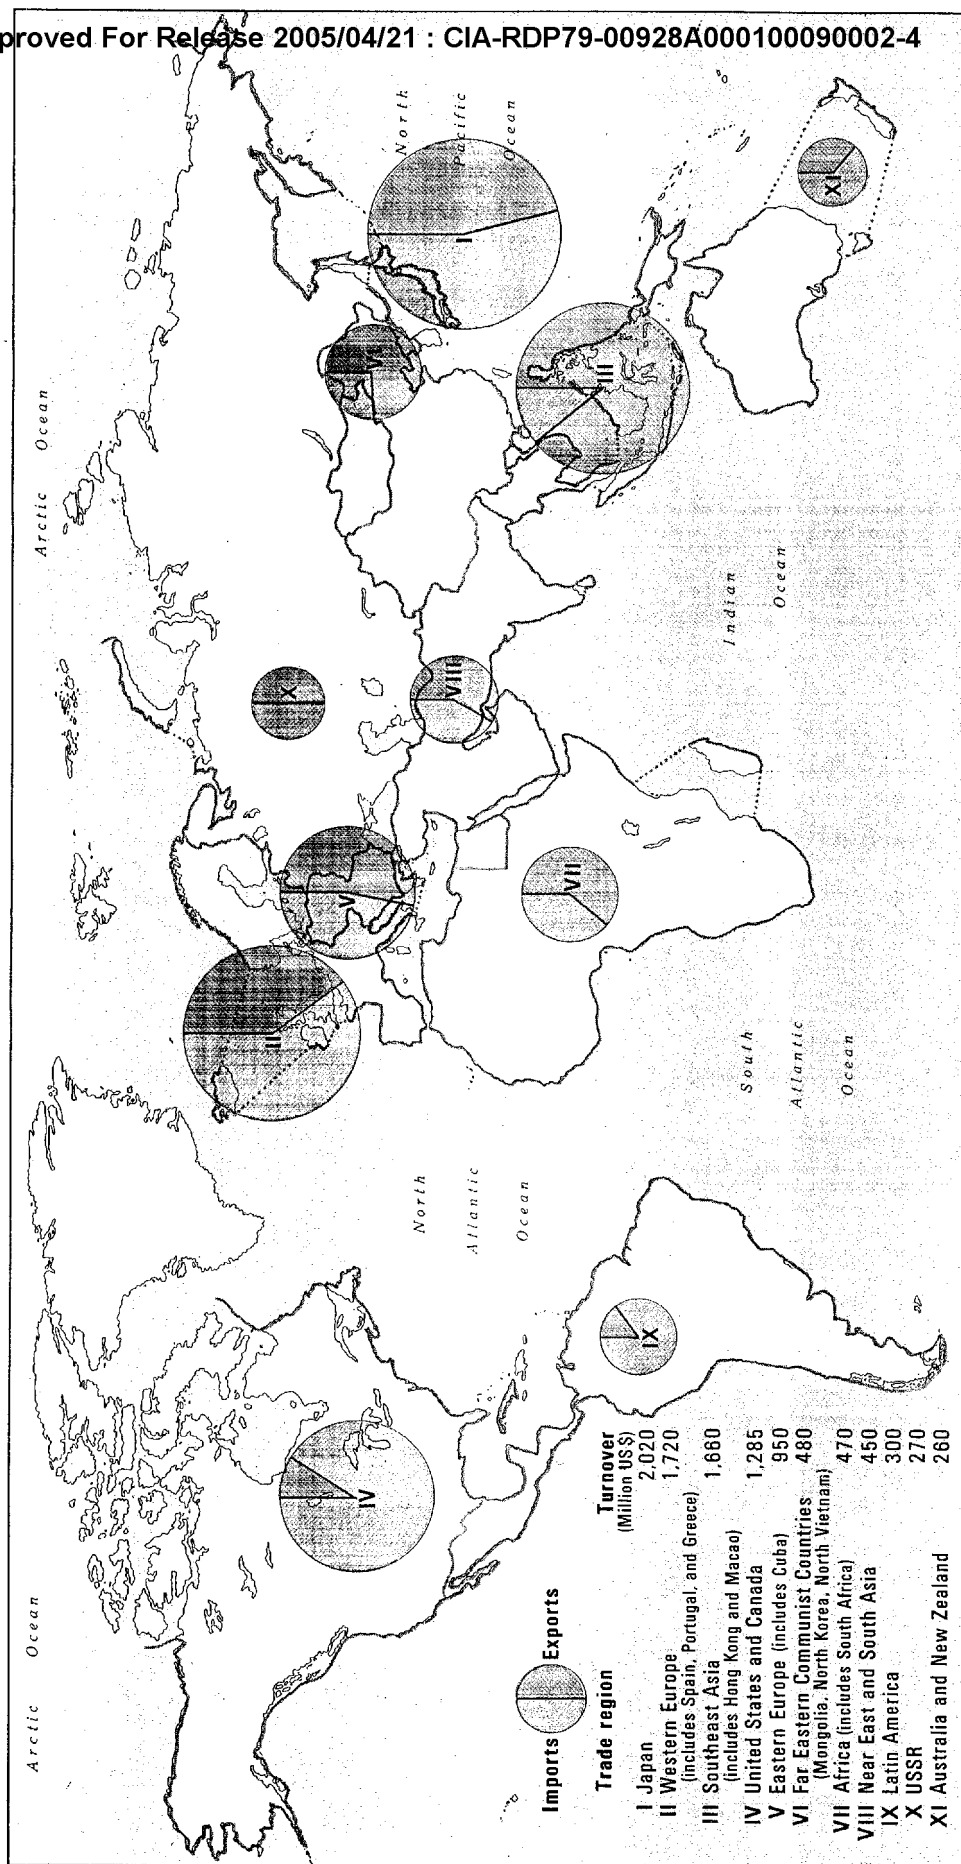 proved For Release 2005/04/21 : CIA-RDP79-00928A000100090002-4
Arctic Ocean
Arctic Ocean
North
Pacific
Ocean
North
Atlantic
Ocean
South
Atlantic
Ocean
Indian
Ocean
I
II
III
IV
V
VI
VII
VIII
IX
X
XI
Imports Exports
Trade region Turnover
(Million US$)
I Japan 2,020
II Western Europe 1,720
(includes Spain, Portugal, and Greece)
III Southeast Asia 1,660
(includes Hong Kong and Macao)
IV United States and Canada 1,285
V Eastern Europe (includes Cuba) 950
VI Far Eastern Communist Countries 480
(Mongolia, North Korea, North Vietnam)
VII Africa (includes South Africa) 470
VIII Near East and South Asia 450
IX Latin America 300
X USSR 270
XI Australia and New Zealand 260